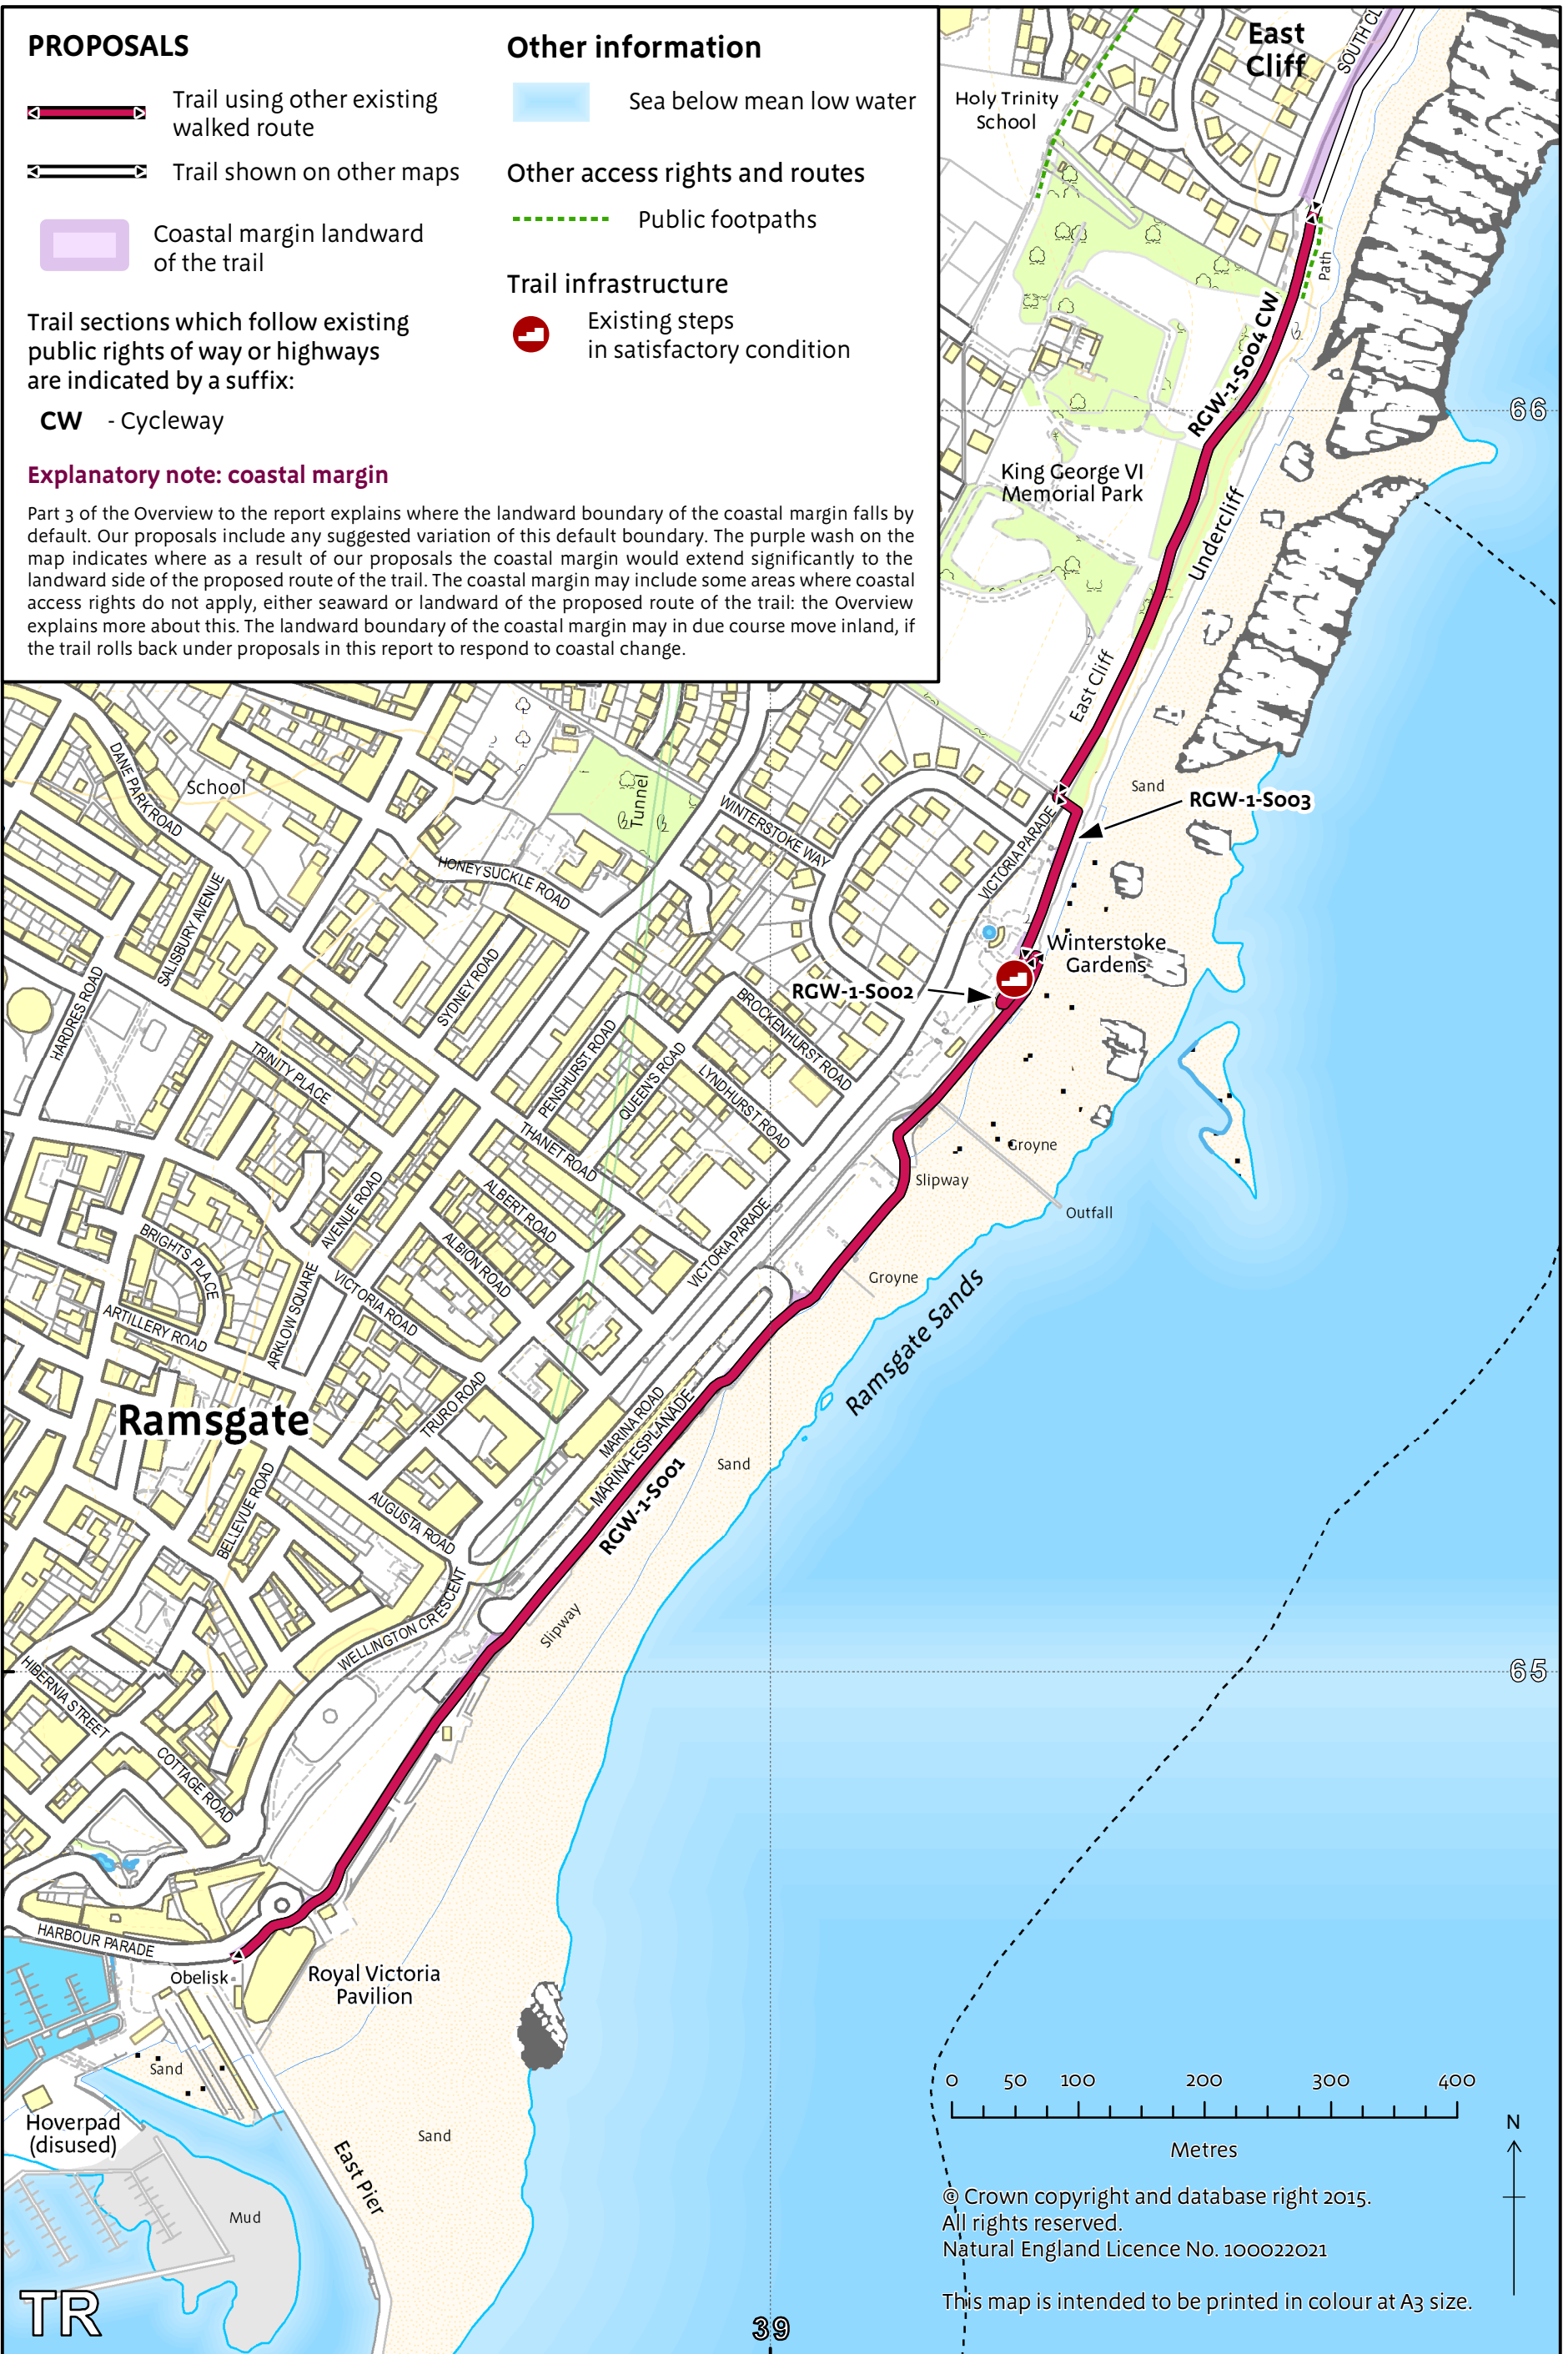 PROPOSALS
Trail using other existing
walked route
Trail shown on other maps
Coastal margin landward
of the trail
Trail sections which follow existing
public rights of way or highways
are indicated by a suffix:
CW - Cycleway
Other information
Sea below mean low water
Other access rights and routes
Public footpaths
Trail infrastructure
Existing steps
in satisfactory condition
Explanatory note: coastal margin
Part 3 of the Overview to the report explains where the landward boundary of the coastal margin falls by
default. Our proposals include any suggested variation of this default boundary. The purple wash on the
map indicates where as a result of our proposals the coastal margin would extend significantly to the
landward side of the proposed route of the trail. The coastal margin may include some areas where coastal
access rights do not apply, either seaward or landward of the proposed route of the trail: the Overview
explains more about this. The landward boundary of the coastal margin may in due course move inland, if
the trail rolls back under proposals in this report to respond to coastal change.
East
Cliff
SOUTH CL
Holy Trinity
School
Path
RGW-1-S004 CW
66
King George VI
Memorial Park
Undercliff
East Cliff
Sand
RGW-1-S003
VICTORIA PARADE
Winterstoke
Gardens
RGW-1-S002
DANE PARK ROAD
School
Tunnel
WINTERSTOKE WAY
HONEYSUCKLE ROAD
SALISBURY AVENUE
SYDNEY ROAD
HARDRES ROAD
BROCKENHURST ROAD
TRINITY PLACE
PENSHURST ROAD
QUEEN'S ROAD
LYNDHURST ROAD
THANET ROAD
Groyne
Slipway
Outfall
ALBERT ROAD
AVENUE ROAD
ALBION ROAD
VICTORIA PARADE
BRIGHTS PLACE
VICTORIA ROAD
Groyne
ARKLOW SQUARE
ARTILLERY ROAD
Ramsgate Sands
Ramsgate
TRURO ROAD
MARINA ROAD
MARINA ESPLANADE
RGW-1-S001
Sand
BELLEVUE ROAD
AUGUSTA ROAD
WELLINGTON CRESCENT
Slipway
65
HIBERNIA STREET
COTTAGE ROAD
HARBOUR PARADE
Obelisk
Royal Victoria
Pavilion
Sand
Hoverpad
(disused)
Sand
East Pier
Mud
TR
39
0 50 100 200 300 400
Metres
N
© Crown copyright and database right 2015.
All rights reserved.
Natural England Licence No. 100022021
This map is intended to be printed in colour at A3 size.